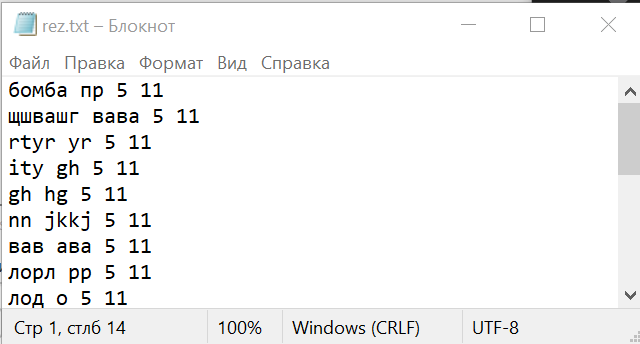 rez.txt – Блокнот
Файл Правка Формат Вид Справка
бомба пр 5 11
щшвашг вава 5 11
rtyr yr 5 11
ity gh 5 11
gh hg 5 11
nn jkkj 5 11
вав ава 5 11
лорл рр 5 11
лод о 5 11
Стр 1, стлб 14 100% Windows (CRLF) UTF-8